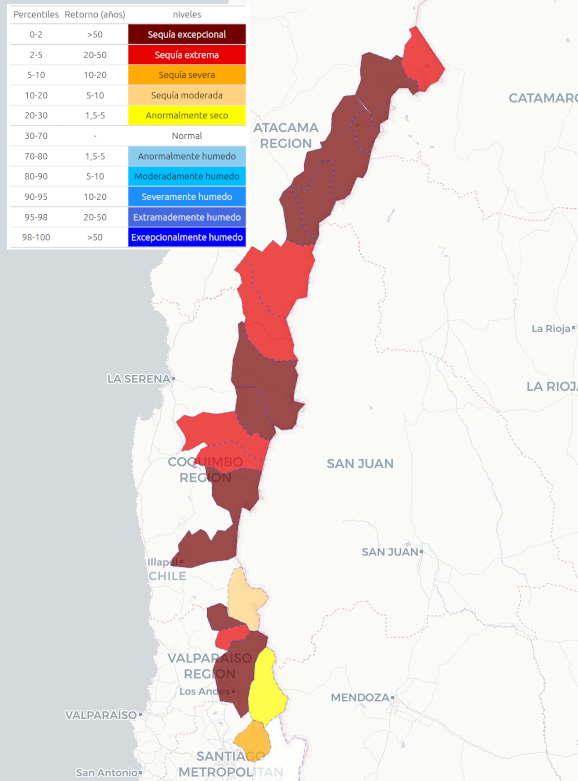 Percentiles Retorno (años) niveles
0-2 >50 Sequía excepcional
2-5 20-50 Sequía extrema
5-10 10-20 Sequía severa
10-20 5-10 Sequía moderada
20-30 1,5-5 Anormalmente seco
30-70 - Normal
70-80 1,5-5 Anormalmente humedo
80-90 5-10 Moderadamente humedo
90-95 10-20 Severamente humedo
95-98 20-50 Extramademente humedo
98-100 >50 Excepcionalmente humedo
CATAMARC
ATACAMA
REGION
La Rioja
LA SERENA
LA RIOJ
COQUIMBO
REGION
SAN JUAN
SAN JUAN
Illapel
CHILE
VALPARAÍSO
REGION
Los Andes
MENDOZA
VALPARAÍSO
SANTIAGO
METROPOLITAN
San Antonio